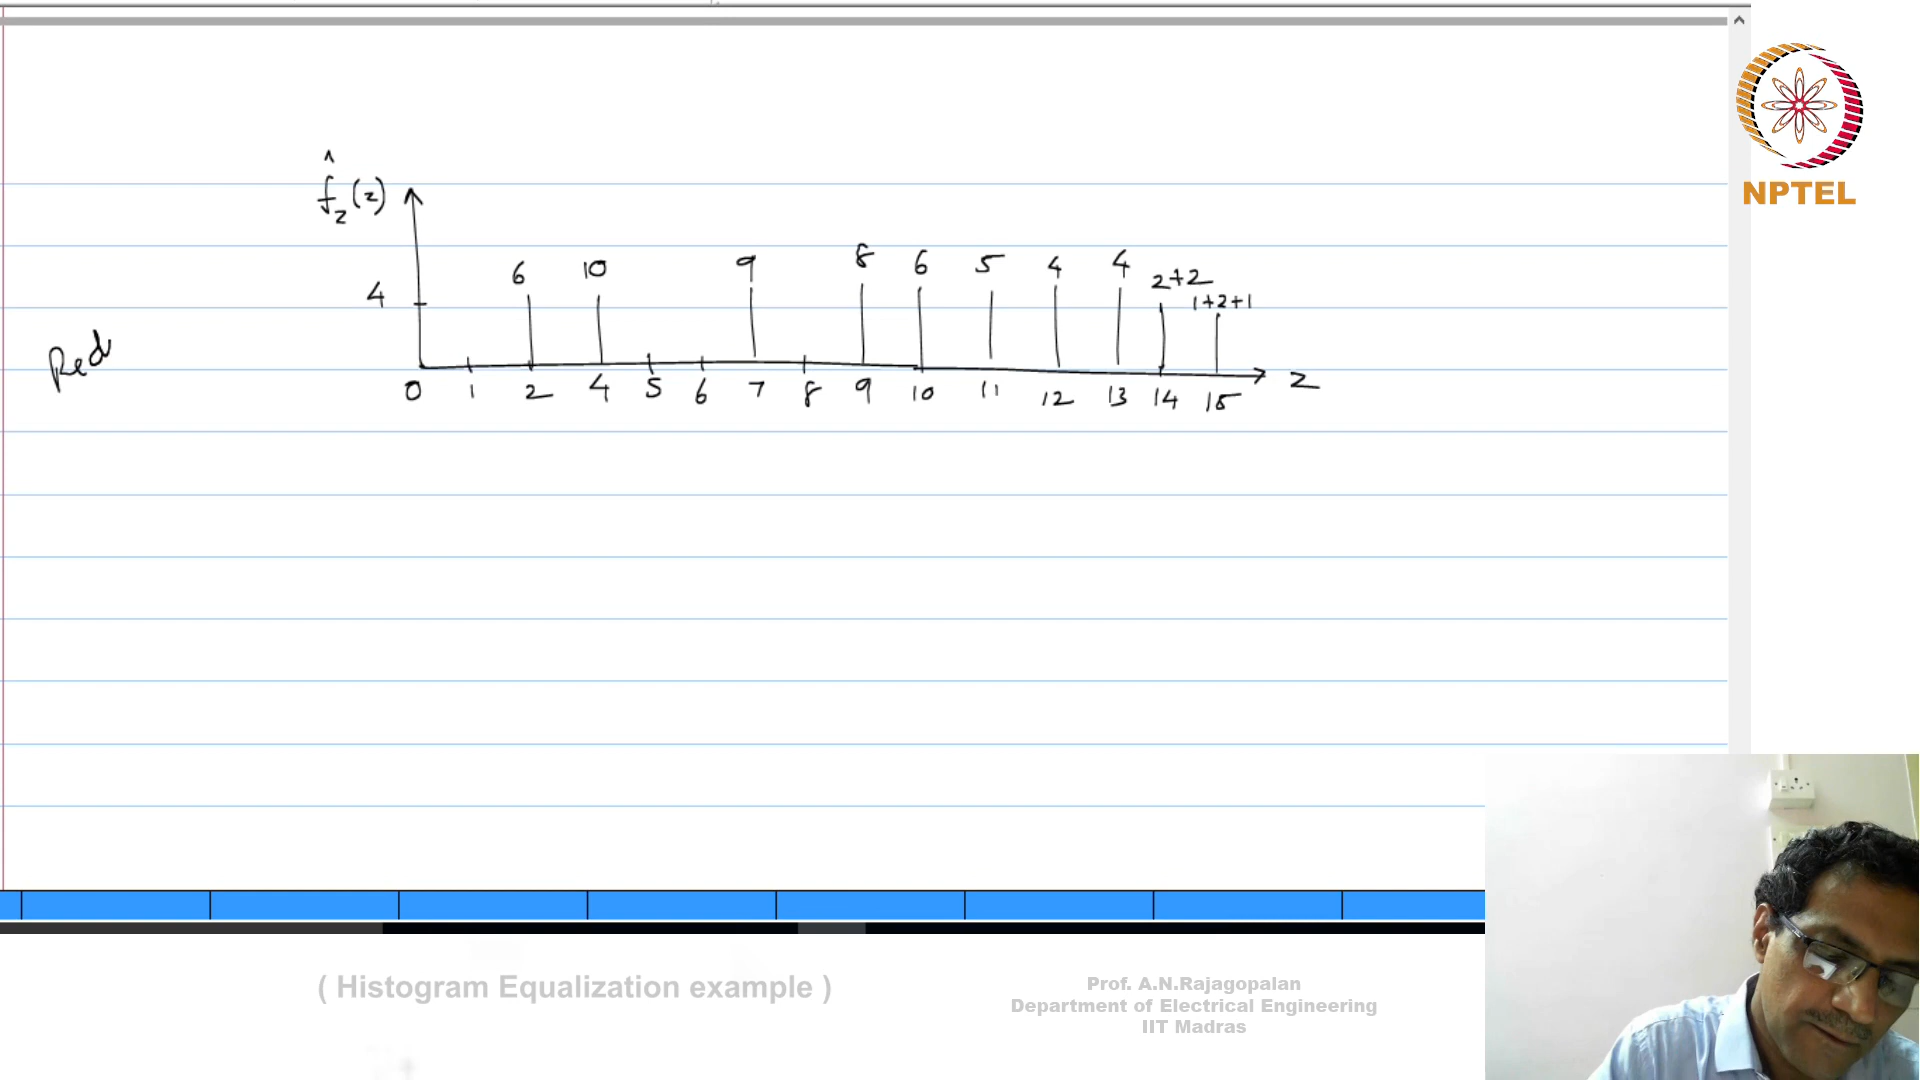 NPTEL
^
f_z(z)
6 10 9 8 6 5 4 4 2+2 1+2+1
4
Red
0 1 2 4 5 6 7 8 9 10 11 12 13 14 15 z
( Histogram Equalization example )
Prof. A.N.Rajagopalan
Department of Electrical Engineering
IIT Madras